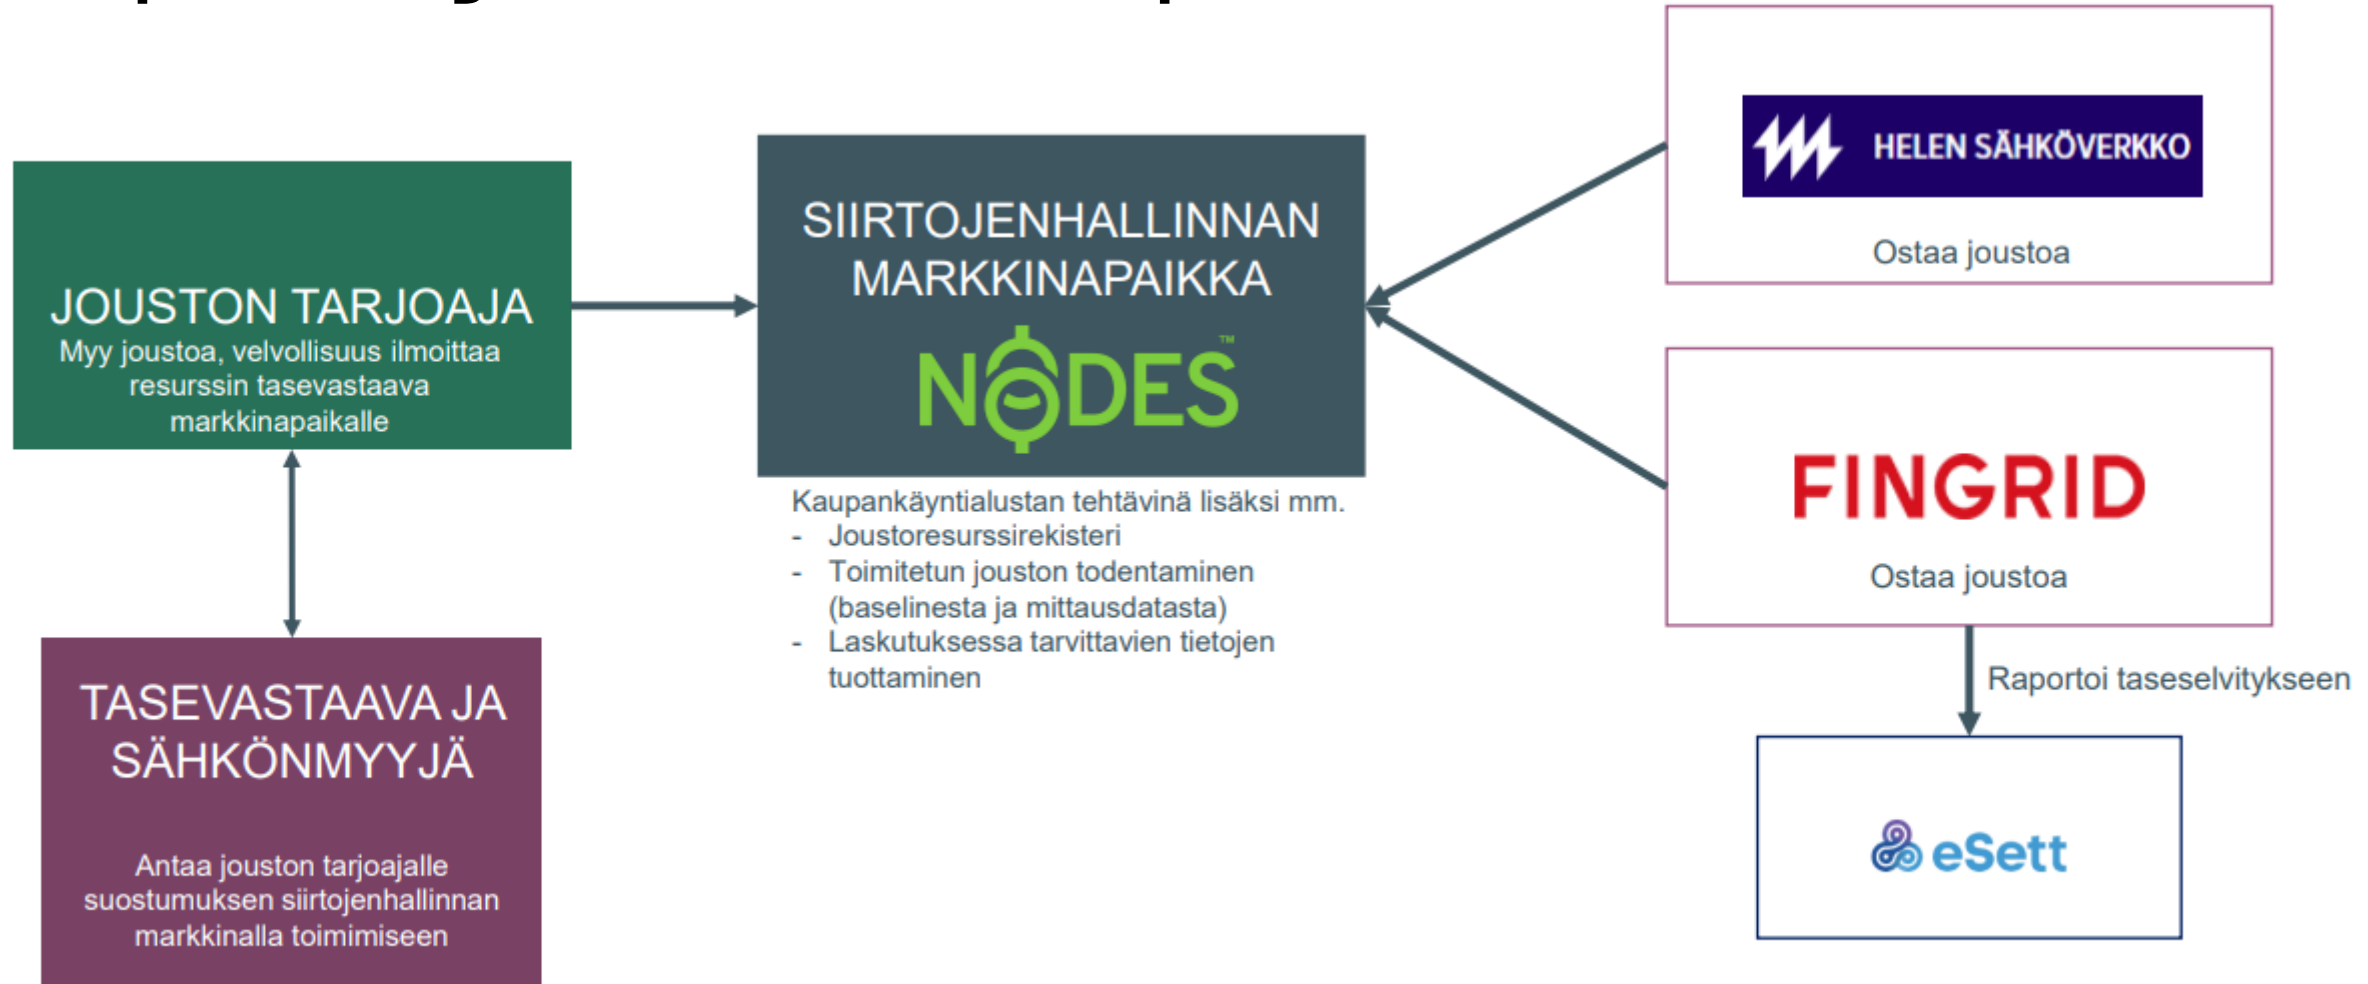 JOUSTON TARJOAJA
Myy joustoa, velvollisuus ilmoittaa
resurssin tasevastaava
markkinapaikalle
TASEVASTAAVA JA
SÄHKÖNMYYJÄ
Antaa jouston tarjoajalle
suostumuksen siirtojenhallinnan
markkinalla toimimiseen
SIIRTOJENHALLINNAN
MARKKINAPAIKKA
NODES™
Kaupankäyntialustan tehtävinä lisäksi mm.
- Joustoresurssirekisteri
- Toimitetun jouston todentaminen
(baselinesta ja mittausdatasta)
- Laskutuksessa tarvittavien tietojen
tuottaminen
HELEN SÄHKÖVERKKO
Ostaa joustoa
FINGRID
Ostaa joustoa
Raportoi taseselvitykseen
eSett